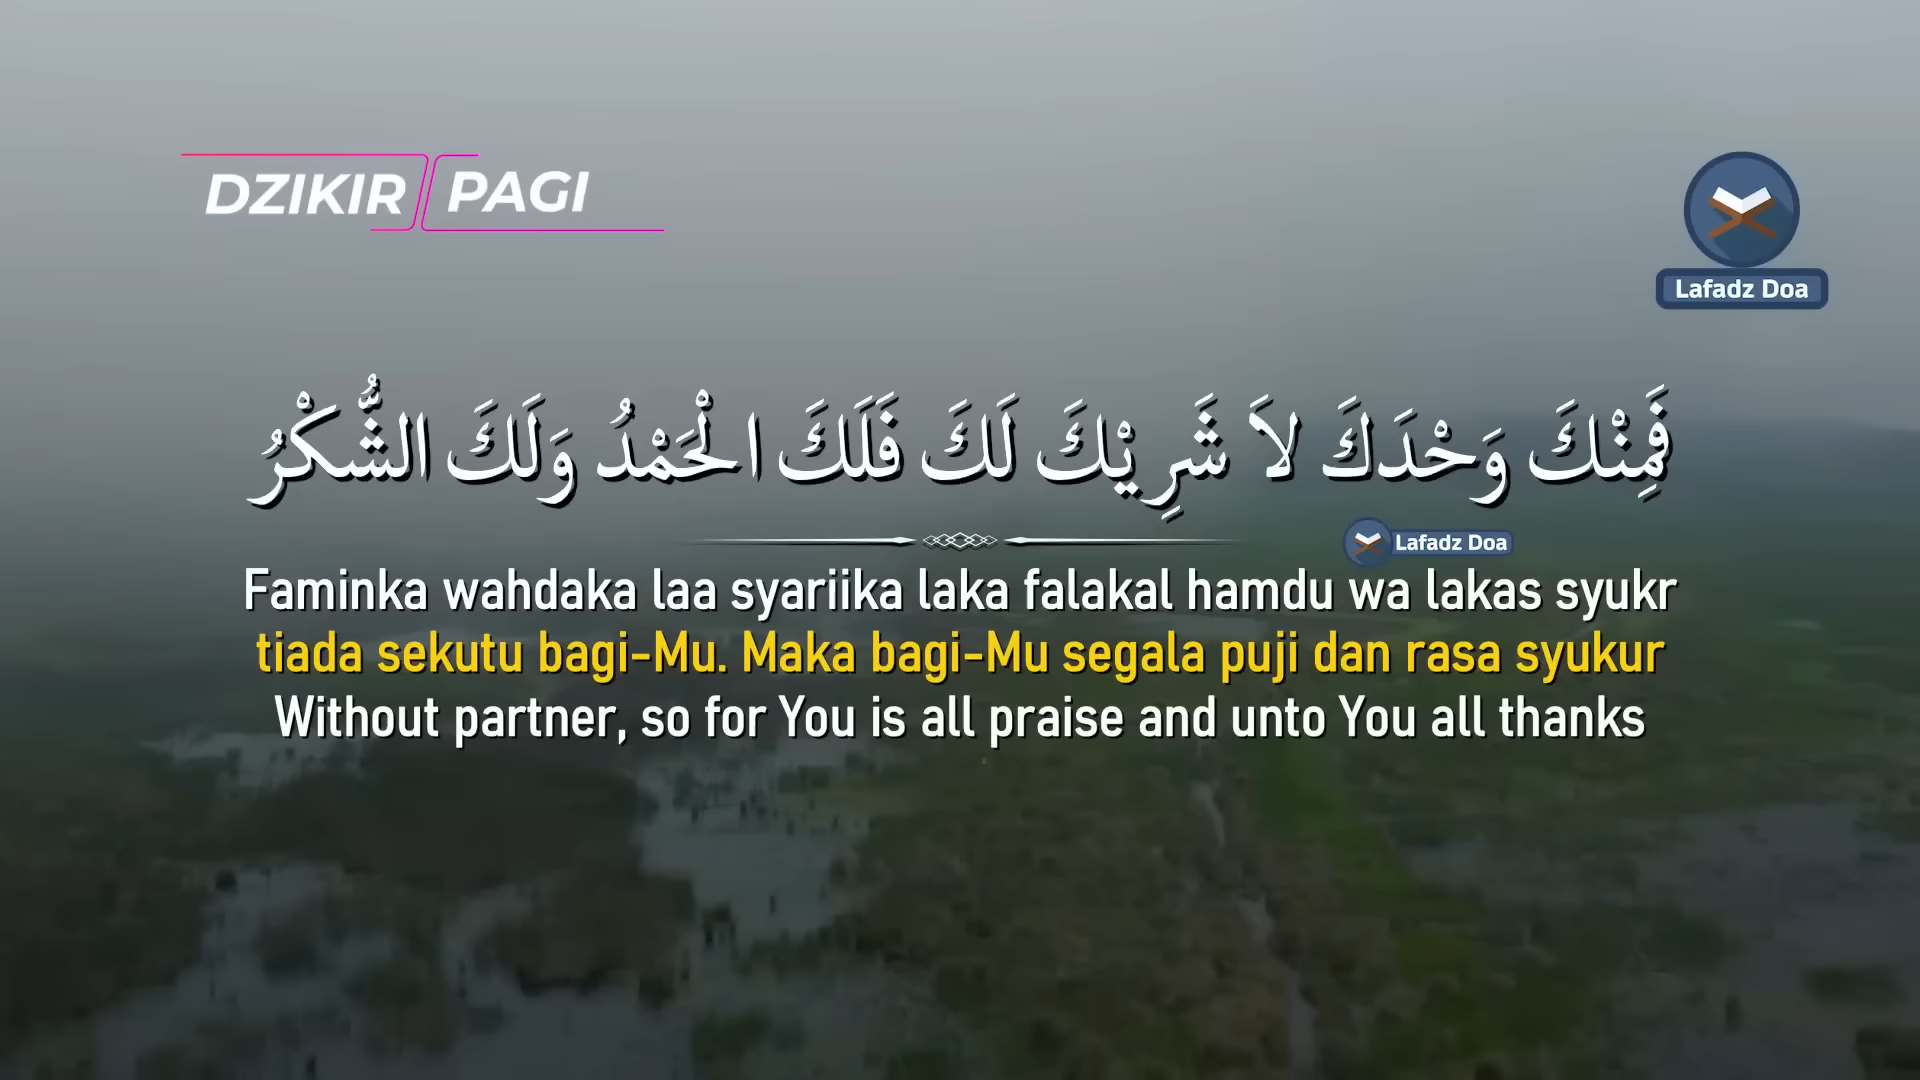 DZIKIR PAGI
Lafadz Doa
فَمِنْكَ وَحْدَكَ لاَ شَرِيْكَ لَكَ فَلَكَ الْحَمْدُ وَلَكَ الشُّكْرُ
Lafadz Doa
Faminka wahdaka laa syariika laka falakal hamdu wa lakas syukr
tiada sekutu bagi-Mu. Maka bagi-Mu segala puji dan rasa syukur
Without partner, so for You is all praise and unto You all thanks